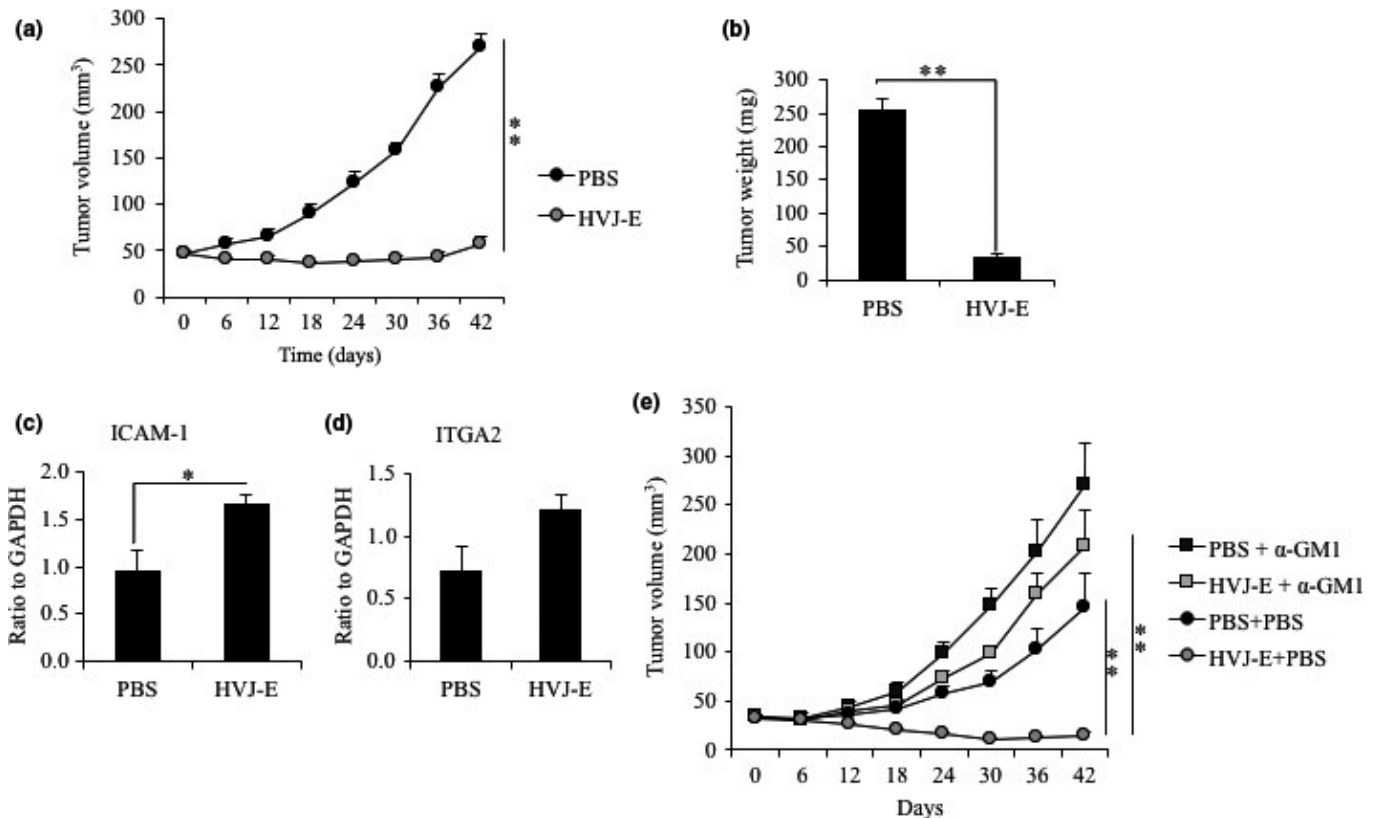 (a)
Tumor volume (mm³)
300
250
200
150
100
50
0
0 6 12 18 24 30 36 42
Time (days)
**
PBS
HVJ-E
(b)
Tumor weight (mg)
300
250
200
150
100
50
0
**
PBS HVJ-E
(c)
ICAM-1
Ratio to GAPDH
2.0
1.5
1.0
0.5
0.0
*
PBS HVJ-E
(d)
ITGA2
Ratio to GAPDH
1.5
1.0
0.5
0.0
PBS HVJ-E
(e)
Tumor volume (mm³)
350
300
250
200
150
100
50
0
0 6 12 18 24 30 36 42
Days
**
**
PBS + α-GM1
HVJ-E + α-GM1
PBS+PBS
HVJ-E+PBS